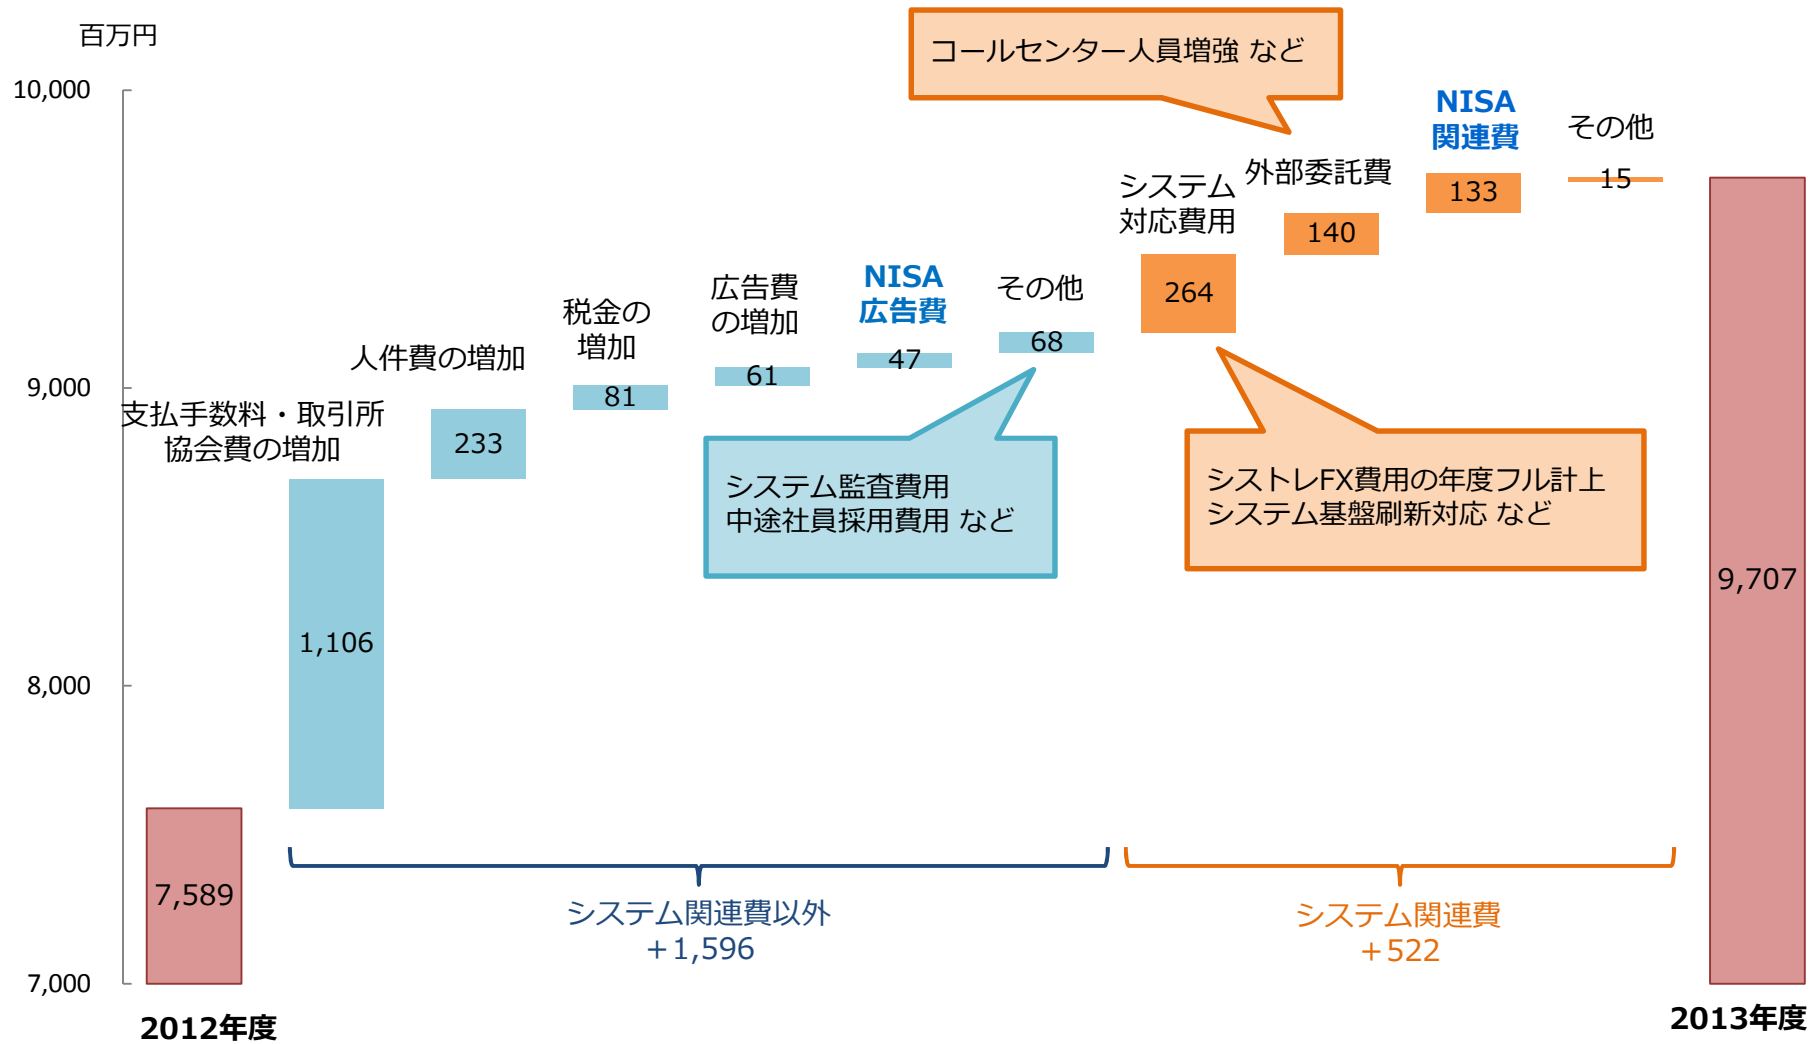 百万円
10,000
9,000
8,000
7,000
コールセンター人員増強 など
NISA
関連費
その他
外部委託費
システム
対応費用
133
15
140
264
NISA
広告費
その他
広告費
の増加
税金の
増加
人件費の増加
支払手数料・取引所
協会費の増加
68
47
61
81
233
1,106
システム監査費用
中途社員採用費用 など
シストレFX費用の年度フル計上
システム基盤刷新対応 など
9,707
7,589
システム関連費以外
＋1,596
システム関連費
＋522
2012年度
2013年度